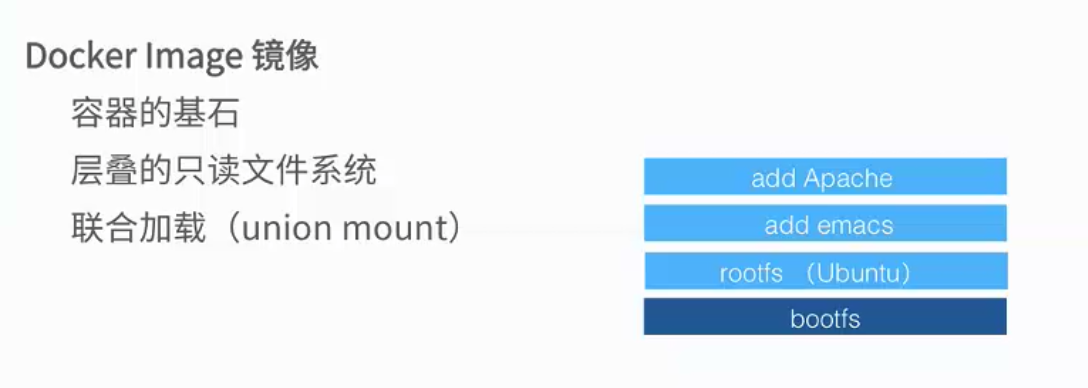 Docker Image 镜像
容器的基石
层叠的只读文件系统
联合加载（union mount）
add Apache
add emacs
rootfs （Ubuntu）
bootfs